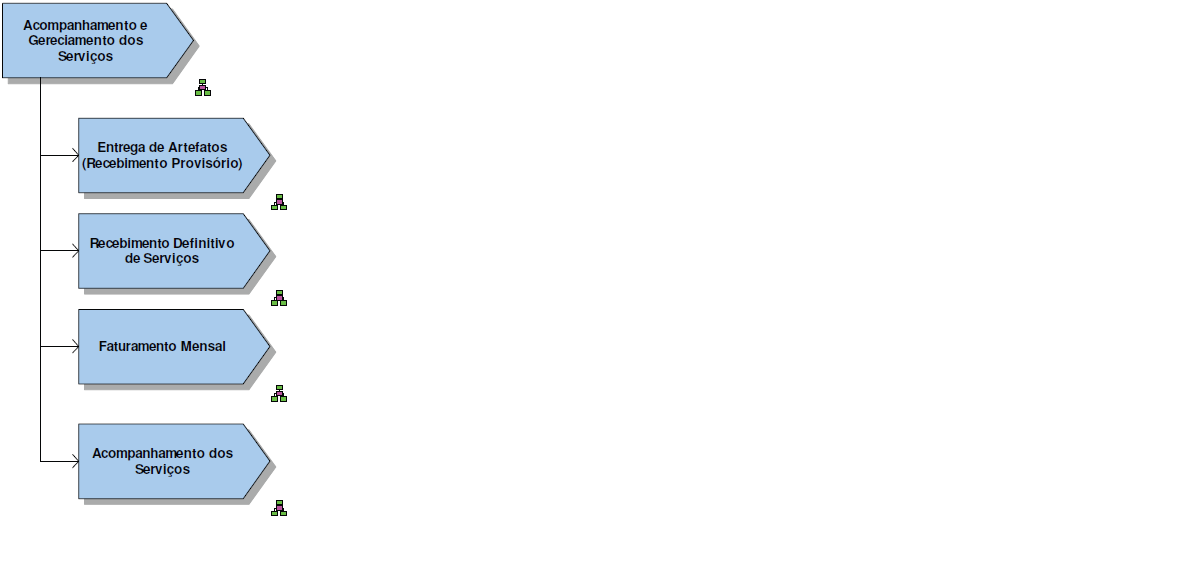 Acompanhamento e
Gereciamento dos
Serviços
Entrega de Artefatos
(Recebimento Provisório)
Recebimento Definitivo
de Serviços
Faturamento Mensal
Acompanhamento dos
Serviços